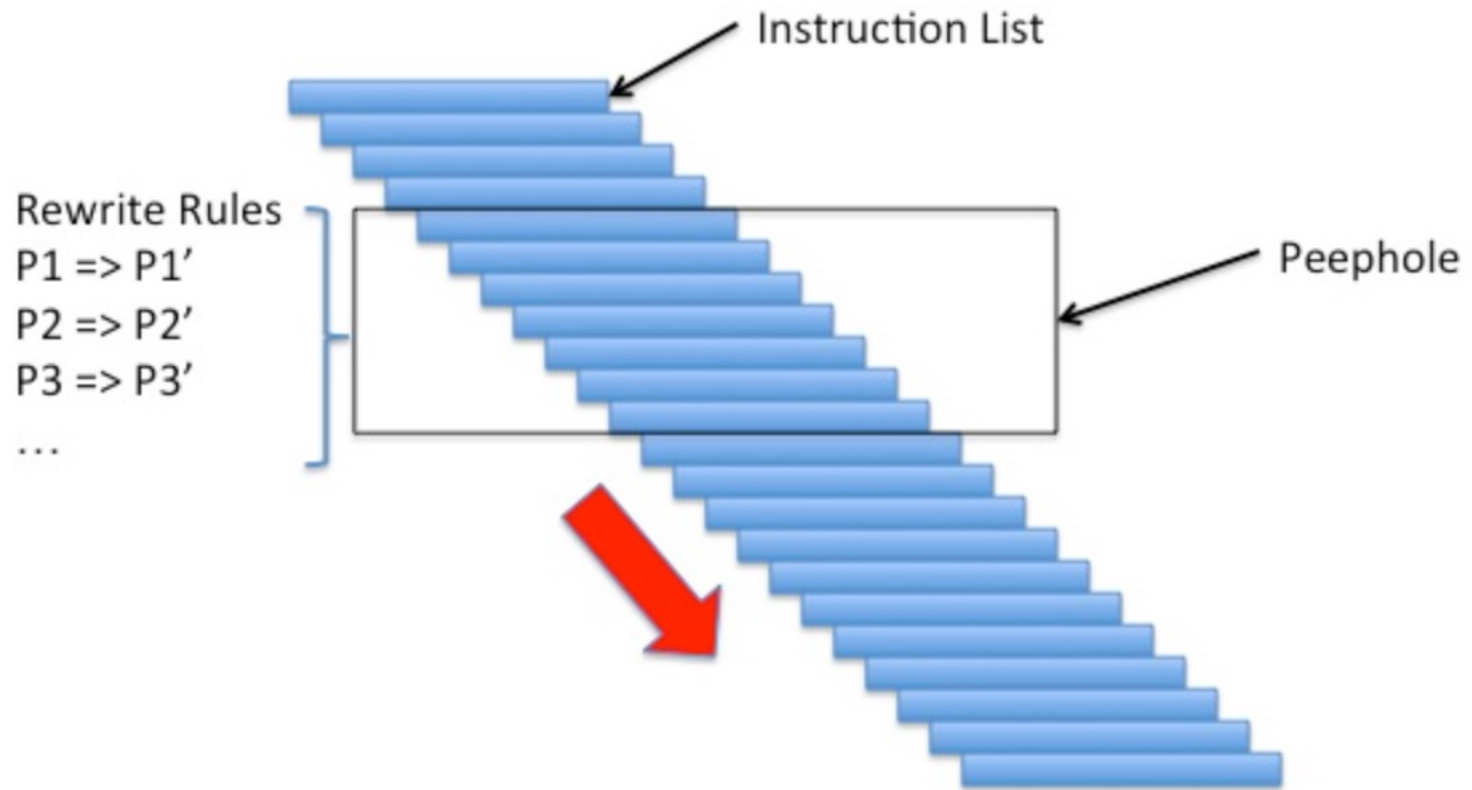 Instruction List
Rewrite Rules
P1 => P1’
P2 => P2’
P3 => P3’
...
Peephole